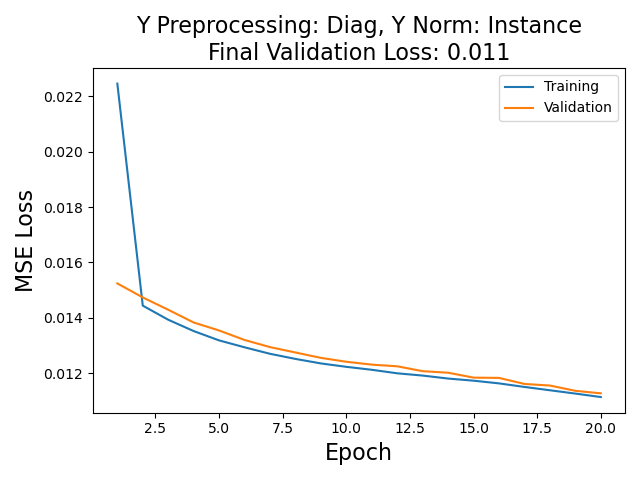 Y Preprocessing: Diag, Y Norm: Instance
Final Validation Loss: 0.011
Training
Validation
MSE Loss
0.022
0.020
0.018
0.016
0.014
0.012
2.5 5.0 7.5 10.0 12.5 15.0 17.5 20.0
Epoch